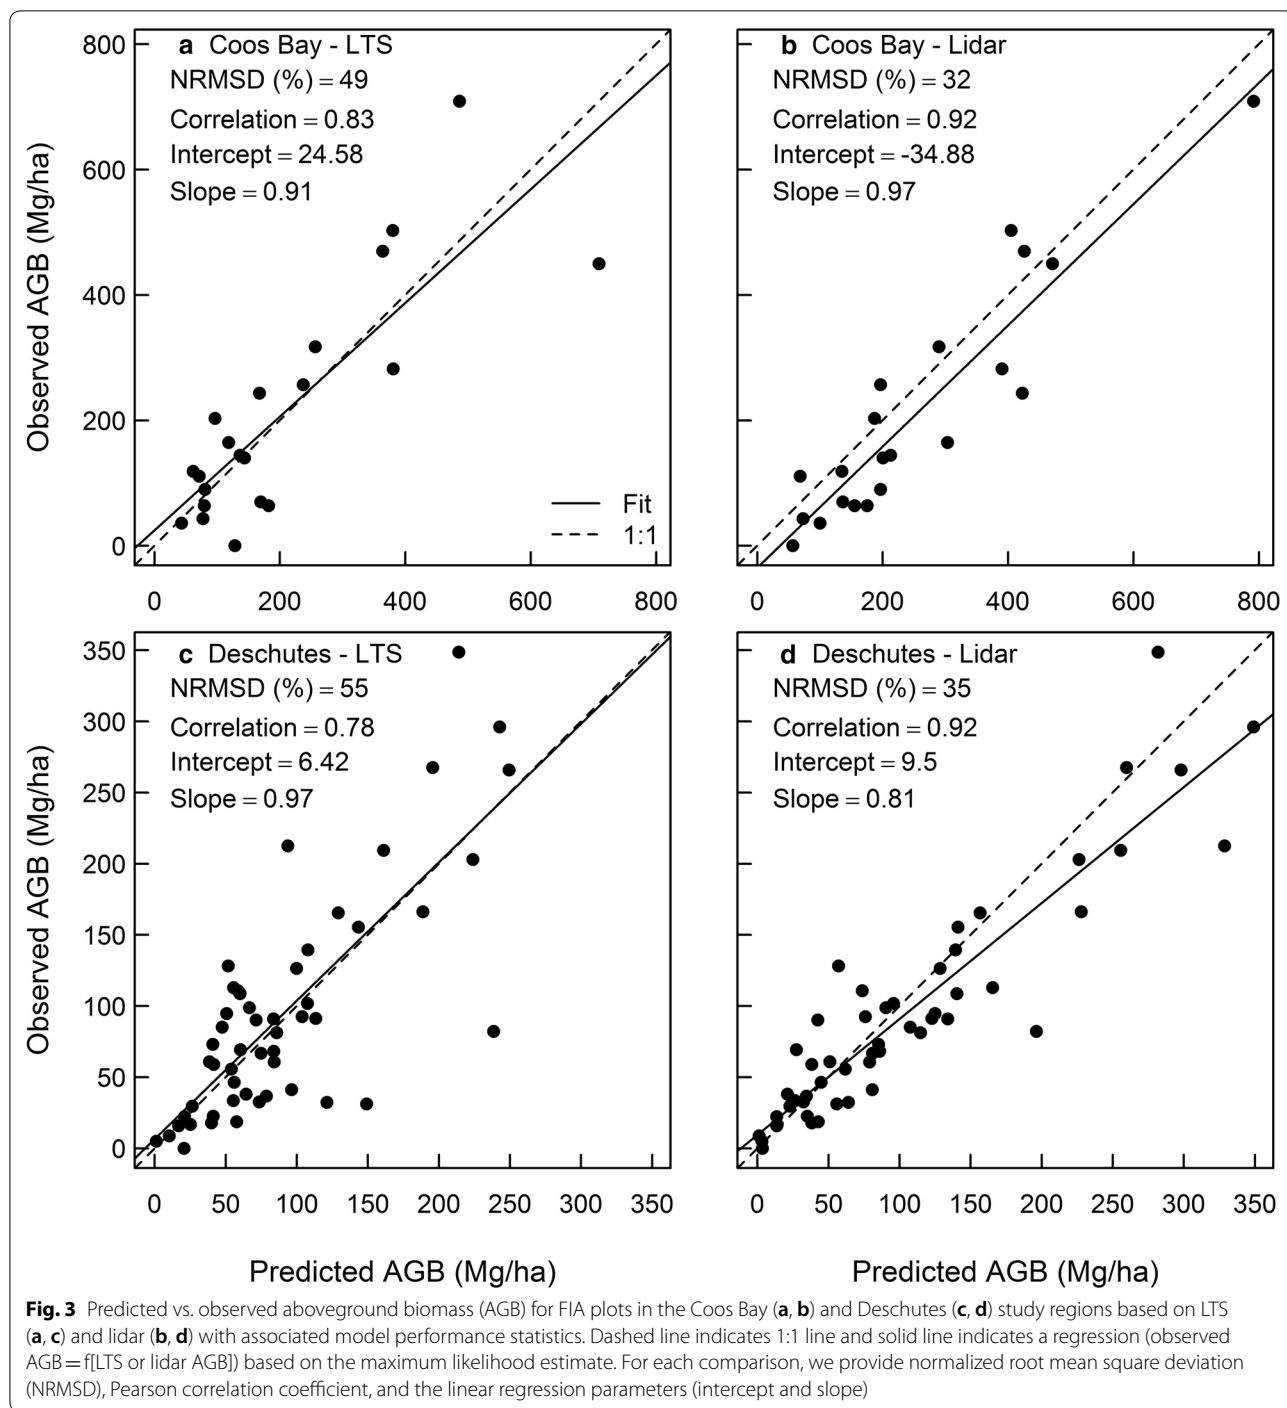 a Coos Bay - LTS
NRMSD (%) = 49
Correlation = 0.83
Intercept = 24.58
Slope = 0.91
Fit
1:1
800
600
400
200
0
Observed AGB (Mg/ha)
0 200 400 600 800
b Coos Bay - Lidar
NRMSD (%) = 32
Correlation = 0.92
Intercept = -34.88
Slope = 0.97
0 200 400 600 800
c Deschutes - LTS
NRMSD (%) = 55
Correlation = 0.78
Intercept = 6.42
Slope = 0.97
350
300
250
200
150
100
50
0
Observed AGB (Mg/ha)
0 50 100 150 200 250 300 350
Predicted AGB (Mg/ha)
d Deschutes - Lidar
NRMSD (%) = 35
Correlation = 0.92
Intercept = 9.5
Slope = 0.81
0 50 100 150 200 250 300 350
Predicted AGB (Mg/ha)
Fig. 3 Predicted vs. observed aboveground biomass (AGB) for FIA plots in the Coos Bay (a, b) and Deschutes (c, d) study regions based on LTS
(a, c) and lidar (b, d) with associated model performance statistics. Dashed line indicates 1:1 line and solid line indicates a regression (observed
AGB = f[LTS or lidar AGB]) based on the maximum likelihood estimate. For each comparison, we provide normalized root mean square deviation
(NRMSD), Pearson correlation coefficient, and the linear regression parameters (intercept and slope)